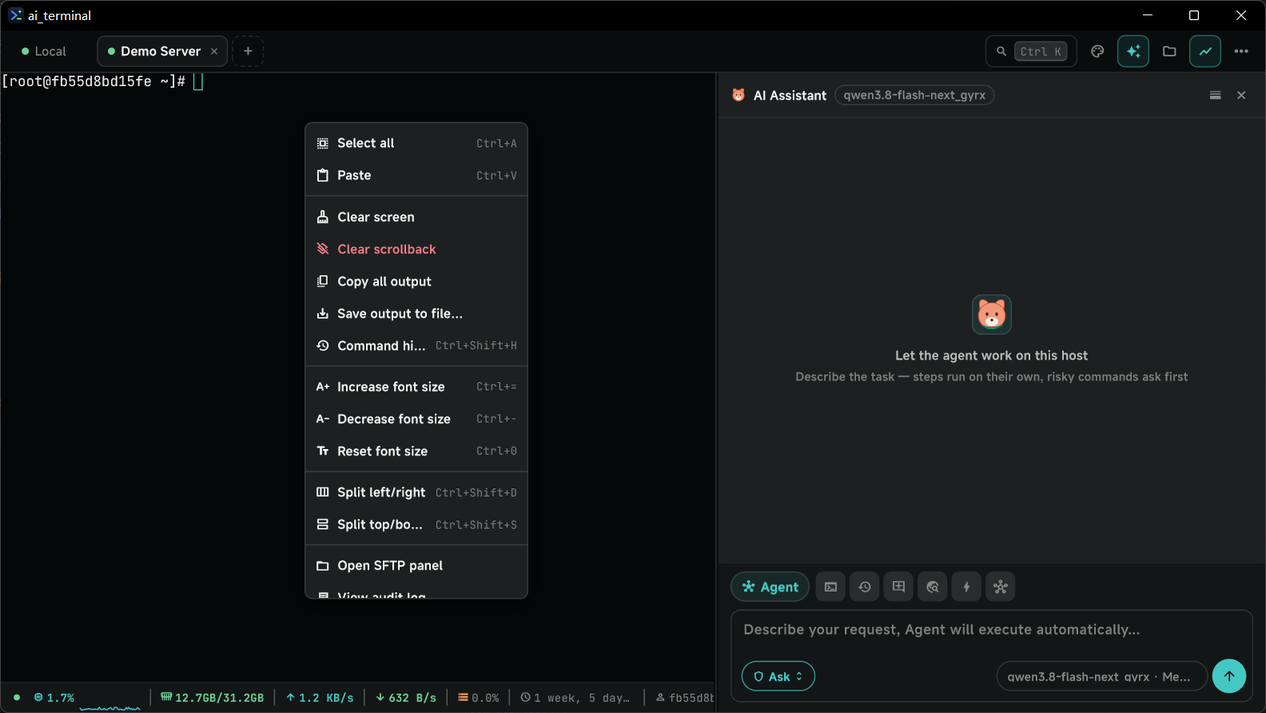 ai_terminal
Local
Demo Server
Ctrl K
[root@fb55d8bd15fe ~]#
AI Assistant
qwen3.8-flash-next_gyrx
Select all Ctrl+A
Paste Ctrl+V
Clear screen
Clear scrollback
Copy all output
Save output to file...
Command hi... Ctrl+Shift+H
A+ Increase font size Ctrl+=
A- Decrease font size Ctrl+-
Tт Reset font size Ctrl+0
Split left/right Ctrl+Shift+D
Split top/bo... Ctrl+Shift+S
Open SFTP panel
View audit log
Let the agent work on this host
Describe the task — steps run on their own, risky commands ask first
Agent
Describe your request, Agent will execute automatically...
Ask
qwen3.8-flash-next_gyrx · Me...
1.7%
12.7GB/31.2GB
1.2 KB/s
632 B/s
0.0%
1 week, 5 day…
fb55d8b